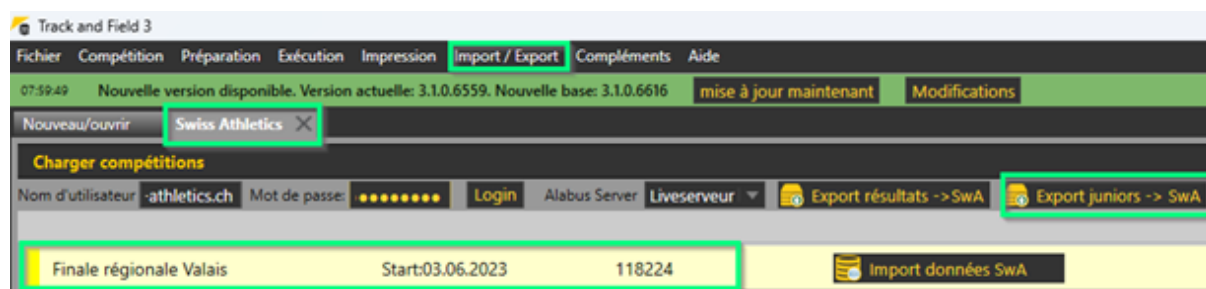 Track and Field 3
Fichier Compétition Préparation Exécution Impression Import / Export Compléments Aide
07:59:49 Nouvelle version disponible. Version actuelle: 3.1.0.6559. Nouvelle base: 3.1.0.6616 mise à jour maintenant Modifications
Nouveau/ouvrir Swiss Athletics
Charger compétitions
Nom d'utilisateur -athletics.ch Mot de passe: Login Alabus Server Liveserveur Export résultats ->SwA Export juniors -> SwA
Finale régionale Valais Start:03.06.2023 118224 Import données SwA